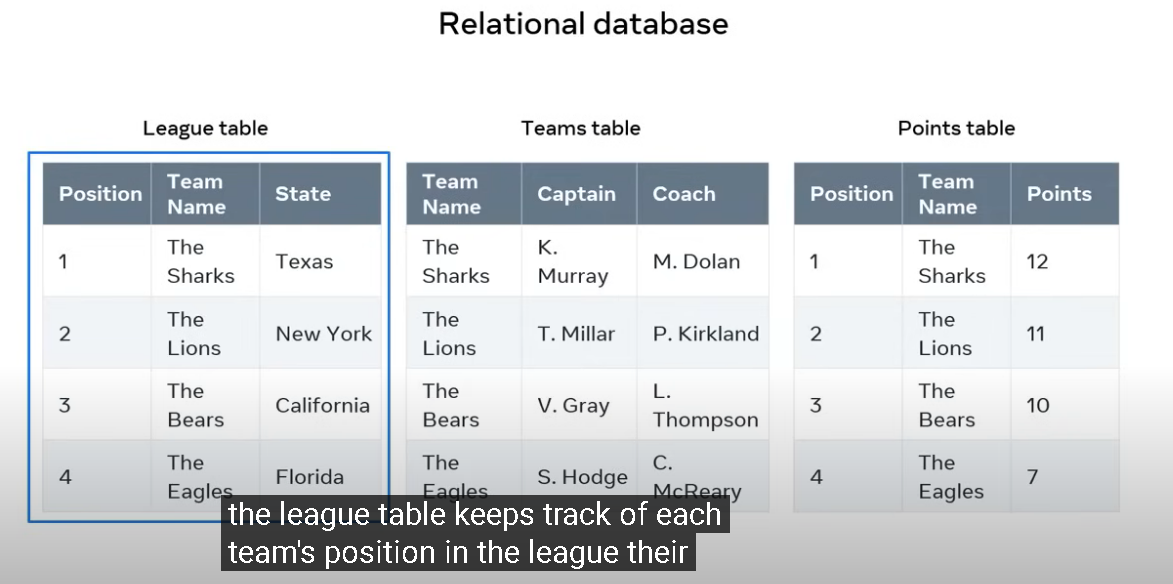 Relational database
League table
Position Team Name State
1 The Sharks Texas
2 The Lions New York
3 The Bears California
4 The Eagles Florida
Teams table
Team Name Captain Coach
The Sharks K. Murray M. Dolan
The Lions T. Millar P. Kirkland
The Bears V. Gray L. Thompson
The Eagles S. Hodge C. McReary
Points table
Position Team Name Points
1 The Sharks 12
2 The Lions 11
3 The Bears 10
4 The Eagles 7
the league table keeps track of each
team's position in the league their